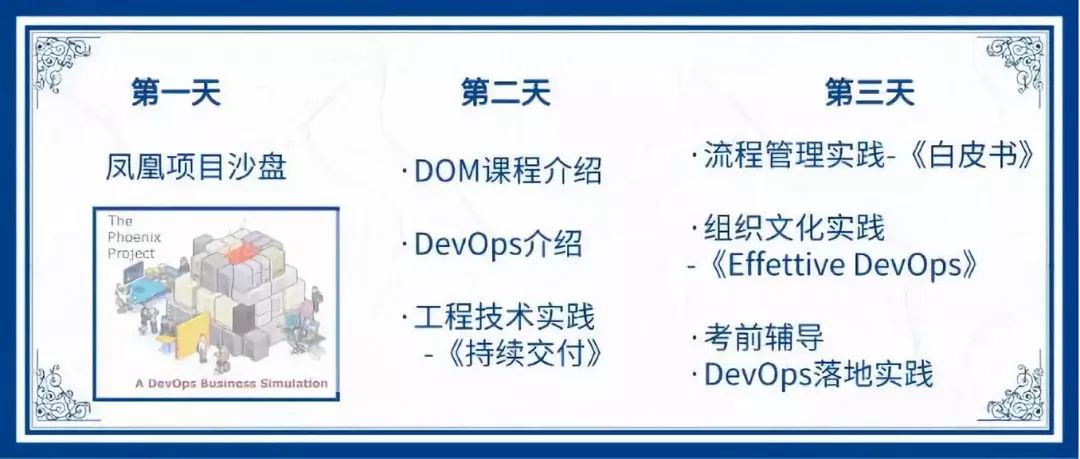 第一天
凤凰项目沙盘
The
Phoenix
Project
A DevOps Business Simulation
第二天
·DOM课程介绍
·DevOps介绍
·工程技术实践
-《持续交付》
第三天
·流程管理实践-《白皮书》
·组织文化实践
-《Effettive DevOps》
·考前辅导
·DevOps落地实践